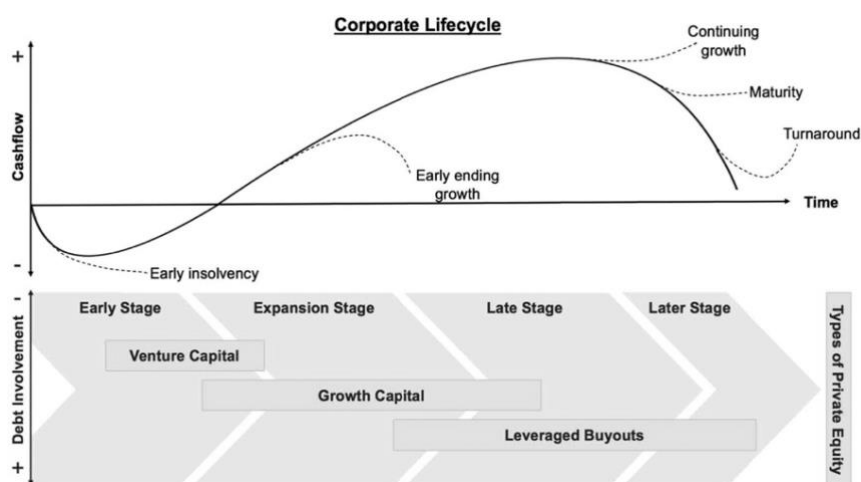 Corporate Lifecycle
Continuing
growth
+
Maturity
Cashflow
Turnaround
Early ending
growth
Time
-
Early insolvency
-
Early Stage
Expansion Stage
Late Stage
Later Stage
Venture Capital
Debt Involvement
Growth Capital
Types of Private Equity
Leveraged Buyouts
+